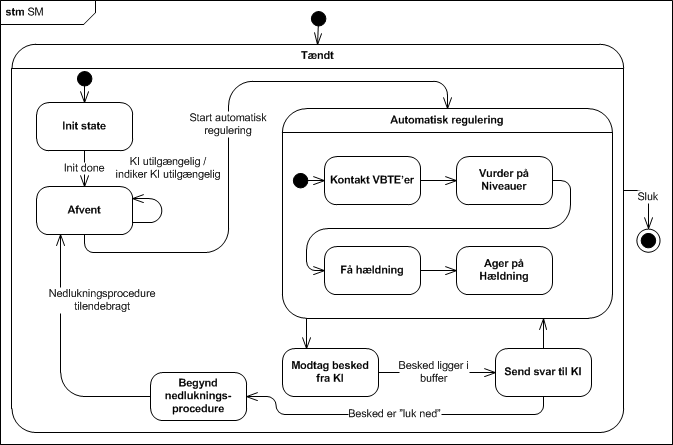 stm SM
Tændt
Init state
Init done
KI utilgængelig /
indiker KI utilgængelig
Afvent
Start automatisk
regulering
Automatisk regulering
Kontakt VBTE'er
Vurder på
Niveauer
Få hældning
Ager på
Hældning
Sluk
Nedlukningsprocedure
tilendebragt
Modtag besked
fra KI
Besked ligger i
buffer
Send svar til KI
Begynd
nedluknings-
procedure
Besked er "luk ned"